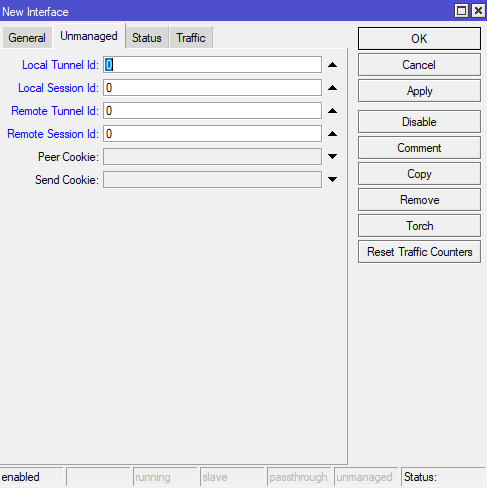 New Interface
General Unmanaged Status Traffic
Local Tunnel Id: 0
Local Session Id: 0
Remote Tunnel Id: 0
Remote Session Id: 0
Peer Cookie:
Send Cookie:
OK
Cancel
Apply
Disable
Comment
Copy
Remove
Torch
Reset Traffic Counters
enabled running slave passthrough unmanaged Status: